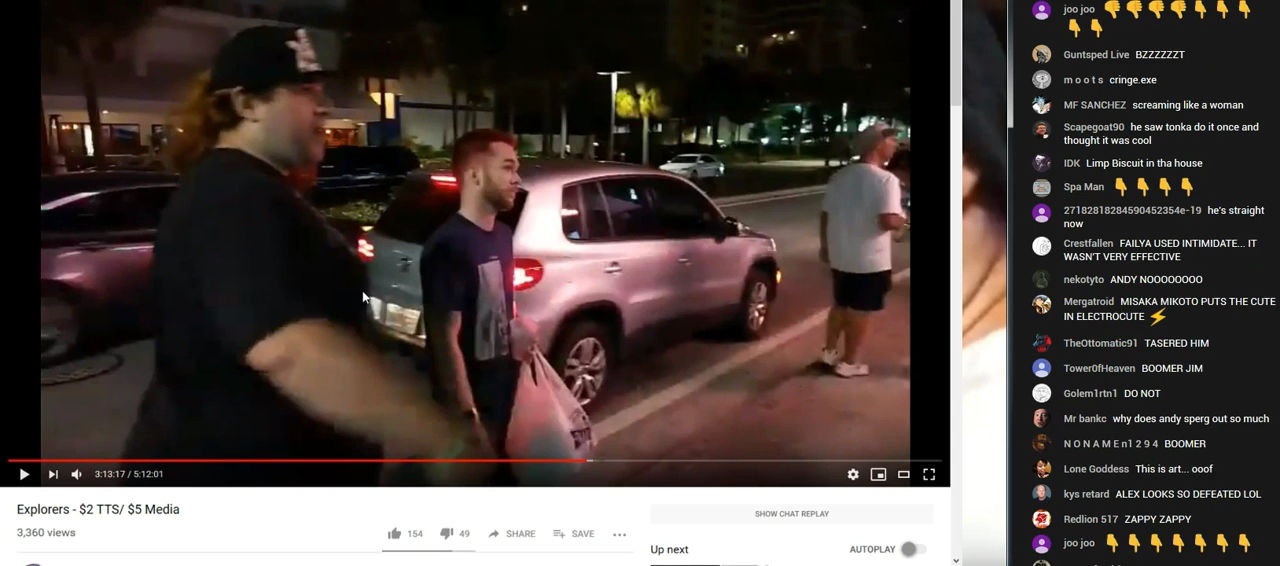 3:13:17 / 5:12:01
Explorers - $2 TTS/ $5 Media
3,360 views
154
49
SHARE
SAVE
SHOW CHAT REPLAY
Up next
AUTOPLAY
joo joo 👎👎👎👎👇👇👇
👇👇
Guntsped Live BZZZZZZT
m o o t s cringe.exe
MF SANCHEZ screaming like a woman
Scapegoat90 he saw tonka do it once and
thought it was cool
IDK Limp Biscuit in tha house
Spa Man 👇👇👇👇
27182818284590452354e-19 he's straight
now
Crestfallen FAILYA USED INTIMIDATE... IT
WASN'T VERY EFFECTIVE
nekotyto ANDY NOOOOOOOO
Mergatroid MISAKA MIKOTO PUTS THE CUTE
IN ELECTROCUTE ⚡
TheOttomatic91 TASERED HIM
Tower0fHeaven BOOMER JIM
Golem1rtn1 DO NOT
Mr bankc why does andy sperg out so much
N O N A M E n1 2 9 4 BOOMER
Lone Goddess This is art... ooof
kys retard ALEX LOOKS SO DEFEATED LOL
Redlion 517 ZAPPY ZAPPY
joo joo 👇👇👇👇👇👇👇